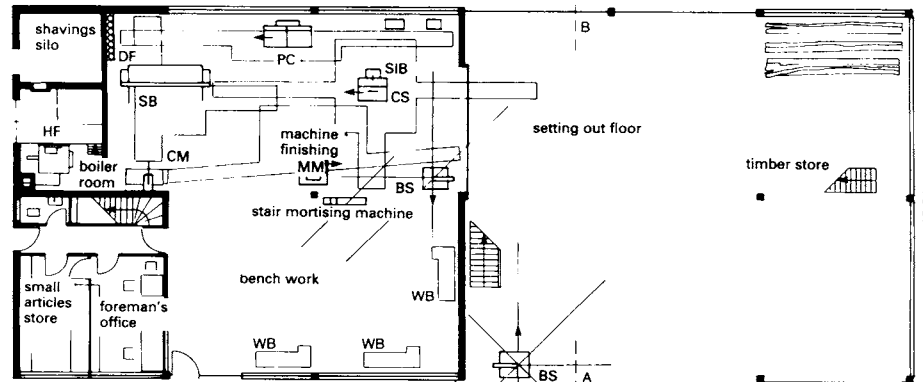 shavings
silo
DF
PC
B
SIB
CS
SB
setting out floor
HF
machine
finishing
MM
CM
boiler
room
BS
timber store
stair mortising machine
bench work
small
articles
store
foreman's
office
WB
WB
WB
BS
A